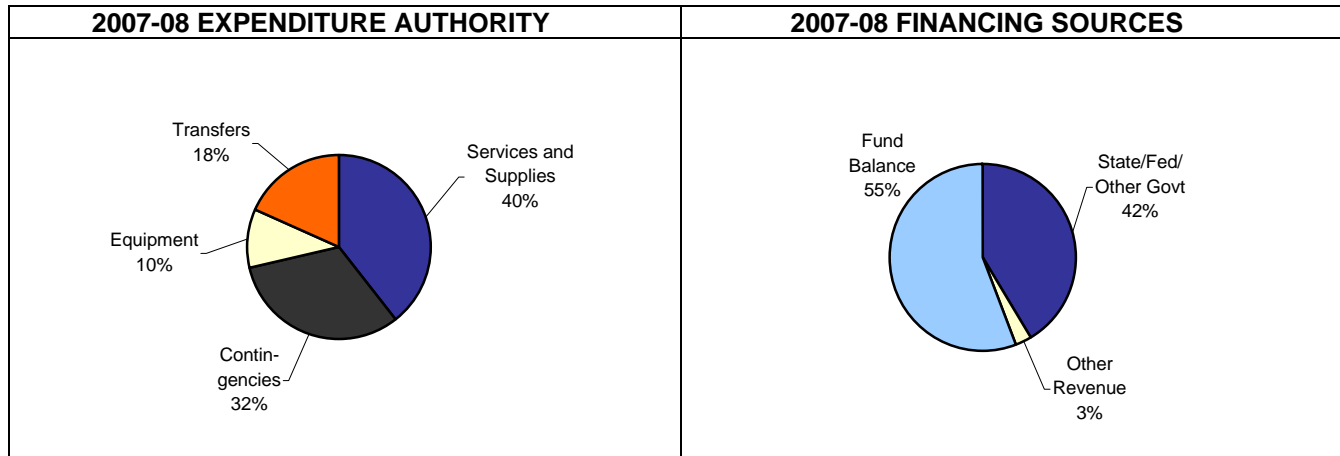 2007-08 EXPENDITURE AUTHORITY
Transfers
18%
Services and
Supplies
40%
Equipment
10%
Contin-
gencies
32%
2007-08 FINANCING SOURCES
Fund
Balance
55%
State/Fed/
Other Govt
42%
Other
Revenue
3%